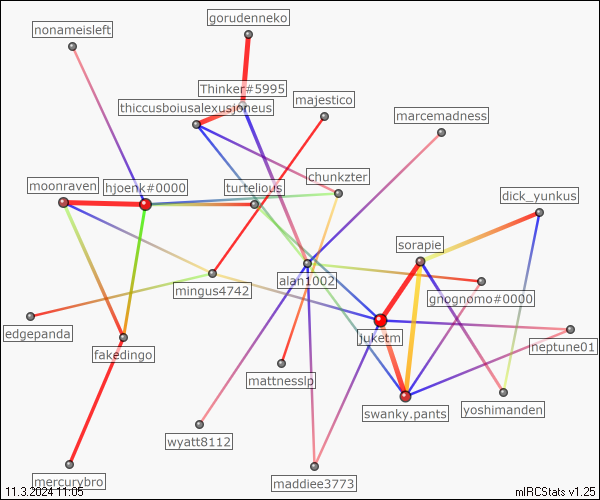 gorudenneko
nonameisleft
Thinker#5995
thiccusboiusalexusjoneus
majestico
marcemadness
chunkzter
moonraven
hjoenk#0000
turtelious
dick_yunkus
sorapie
alan1002
mingus4742
gnognomo#0000
edgepanda
juketm
neptune01
fakedingo
mattnesslp
swanky.pants
yoshimanden
wyatt8112
mercurybro
maddiee3773
11.3.2024 11:05
mIRCStats v1.25